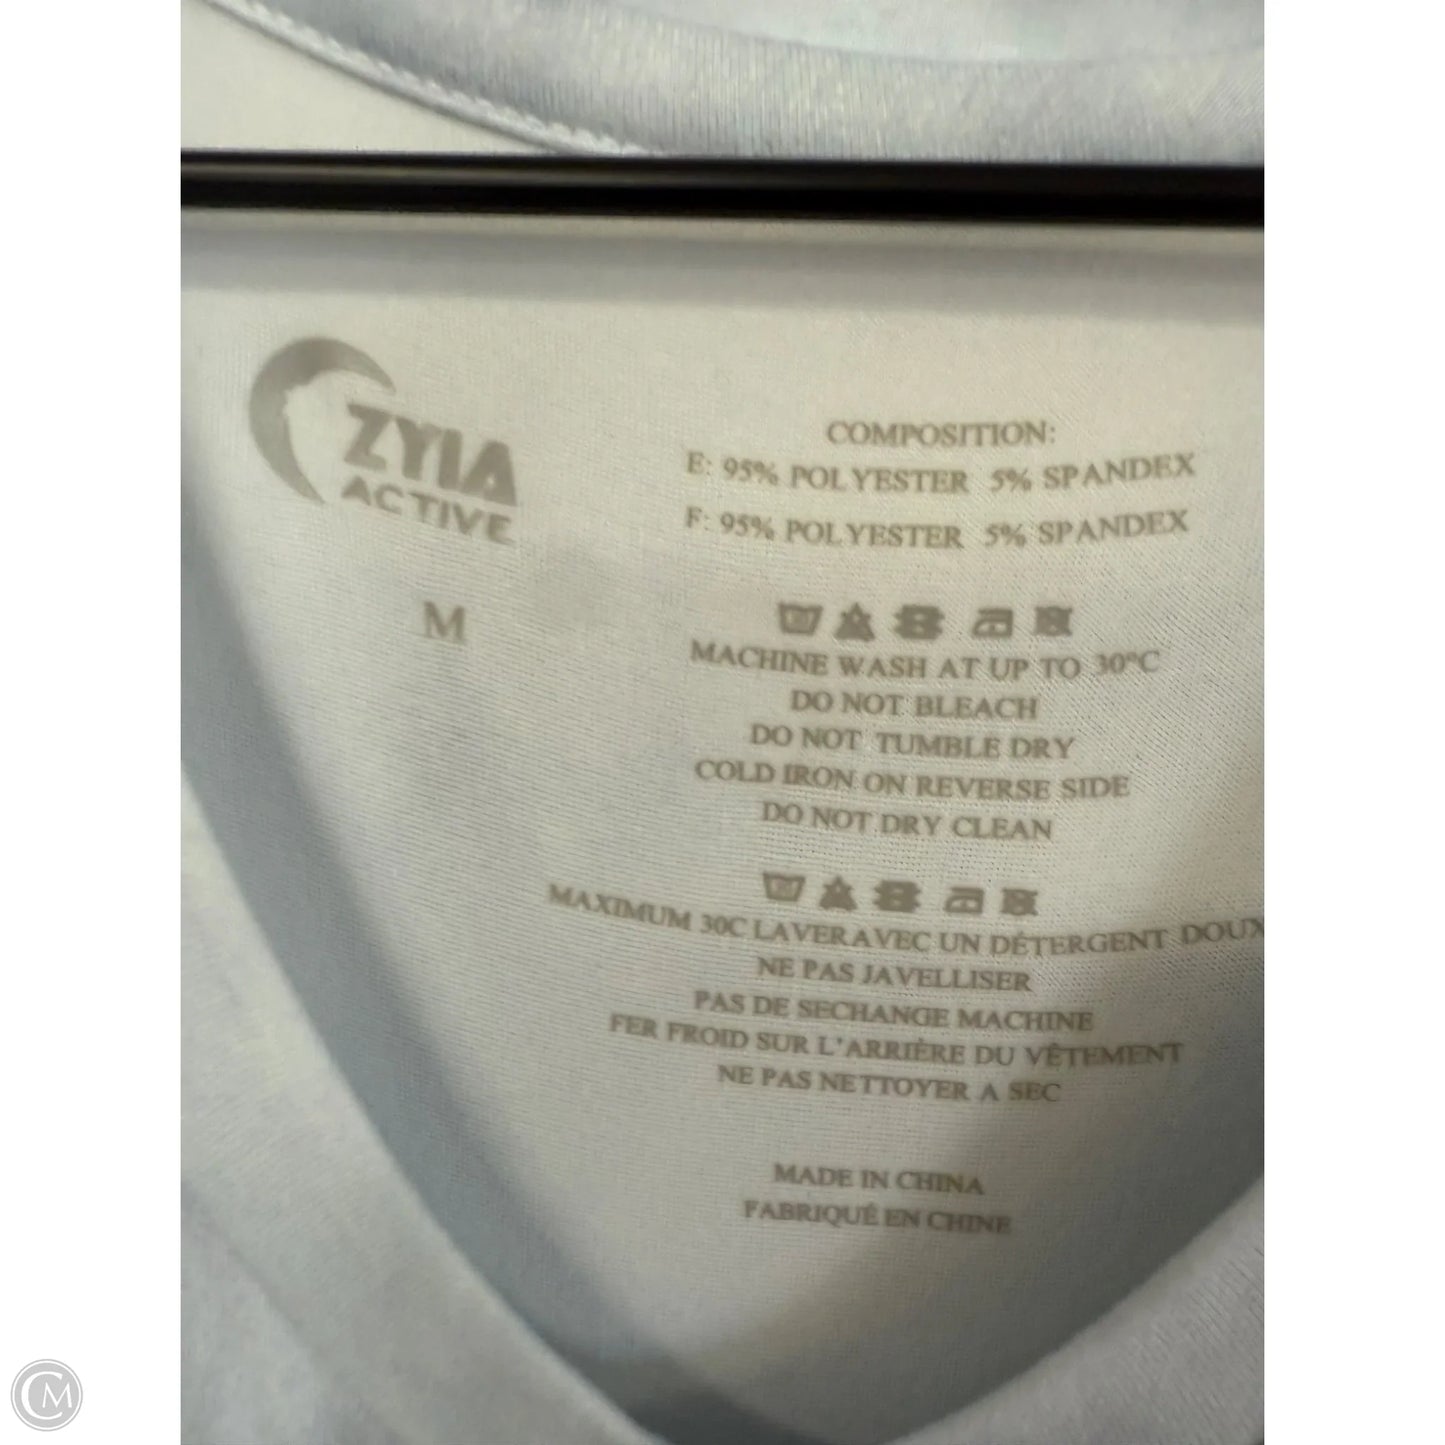 ZYIA
ACTIVE
M
COMPOSITION:
E: 95% POLYESTER 5% SPANDEX
F: 95% POLYESTER 5% SPANDEX
MACHINE WASH AT UP TO 30°C
DO NOT BLEACH
DO NOT TUMBLE DRY
COLD IRON ON REVERSE SIDE
DO NOT DRY CLEAN
MAXIMUM 30C LAVER AVEC UN DÉTERGENT DOUX
NE PAS JAVELLISER
PAS DE SECHANGE MACHINE
FER FROID SUR L'ARRIÈRE DU VÊTEMENT
NE PAS NETTOYER A SEC
MADE IN CHINA
FABRIQUÉ EN CHINE
CM